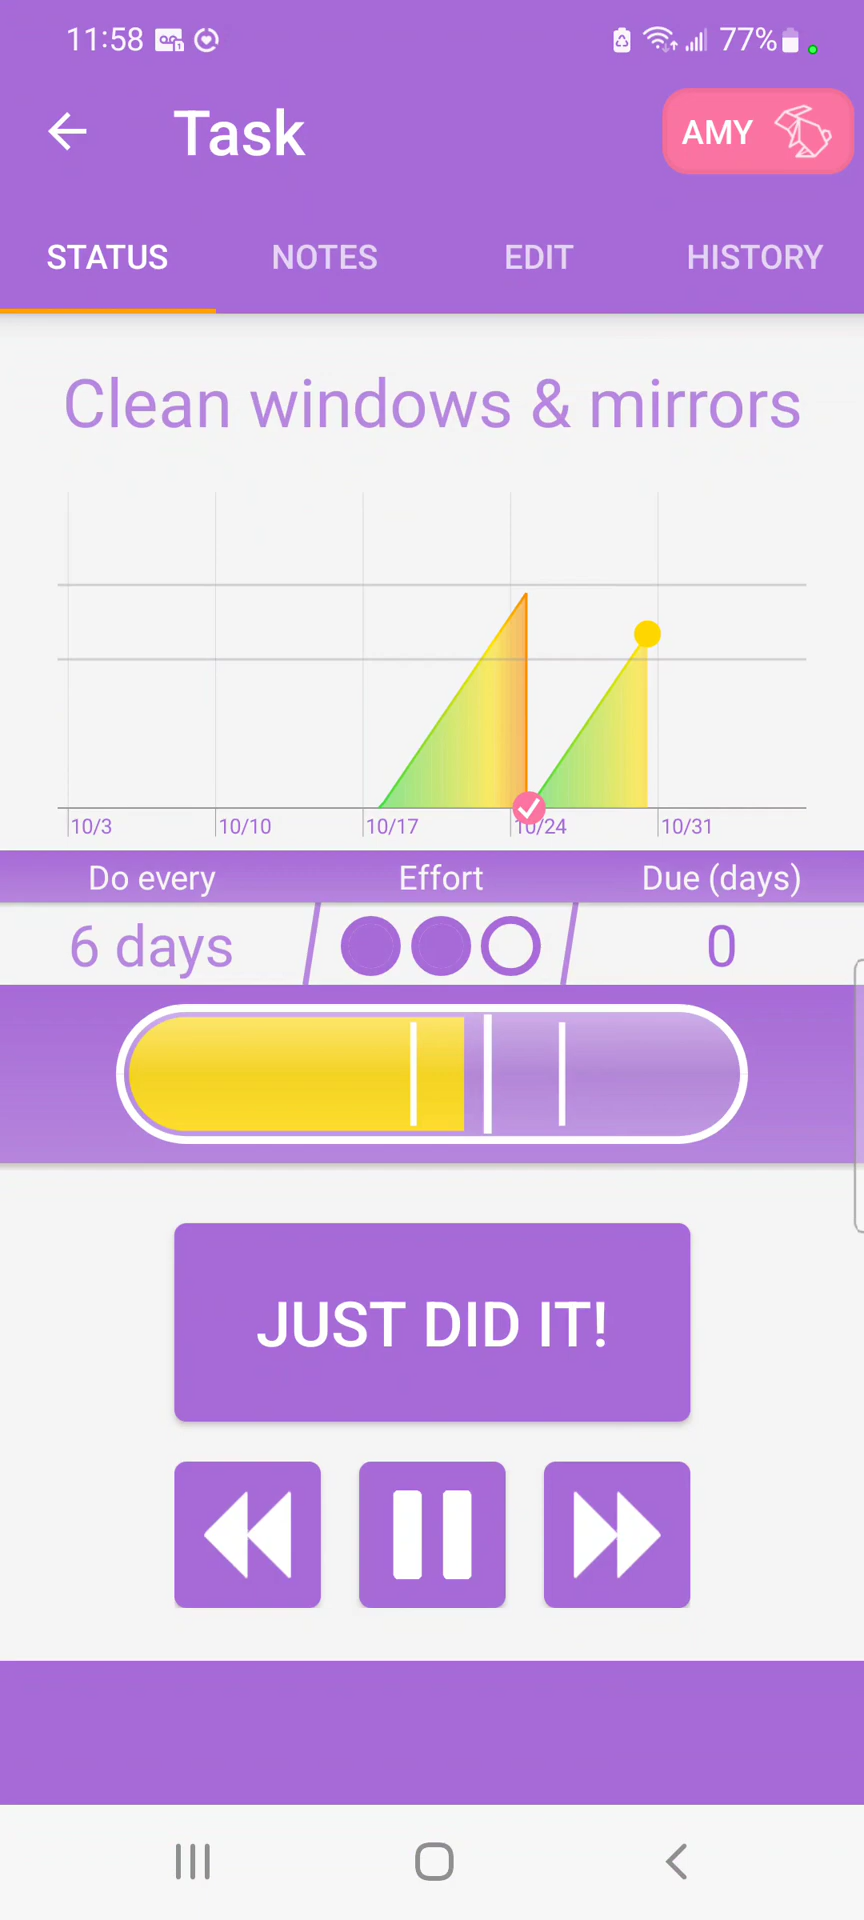 11:58 77%
Task
AMY
STATUS NOTES EDIT HISTORY
Clean windows & mirrors
10/3 10/10 10/17 10/24 10/31
Do every Effort Due (days)
6 days 0
JUST DID IT!